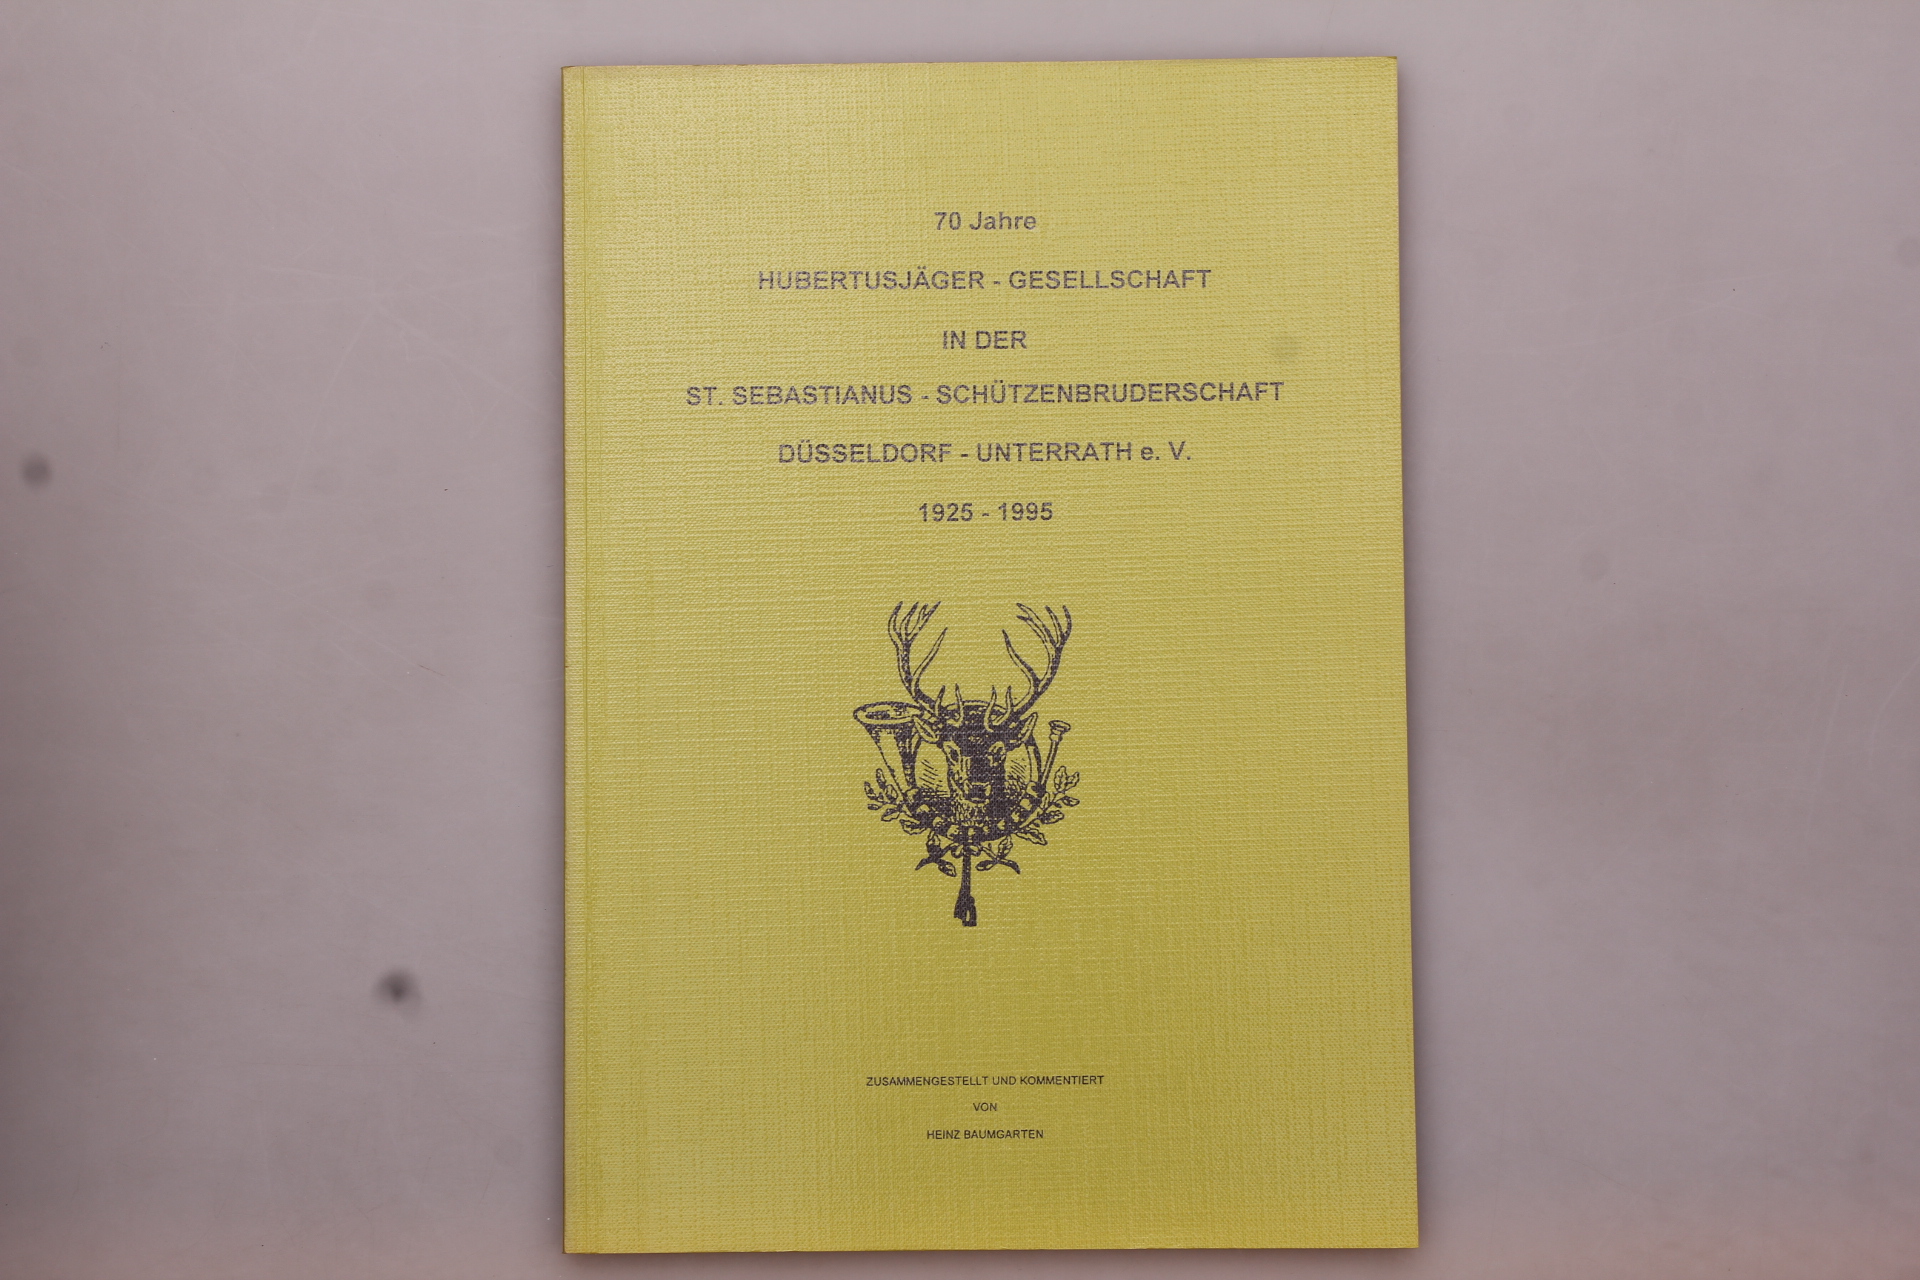 70 Jahre
HUBERTUSJÄGER - GESELLSCHAFT
IN DER
ST. SEBASTIANUS - SCHÜTZENBRUDERSCHAFT
DÜSSELDORF - UNTERRATH e. V.
1925 - 1995
ZUSAMMENGESTELLT UND KOMMENTIERT
VON
HEINZ BAUMGARTEN